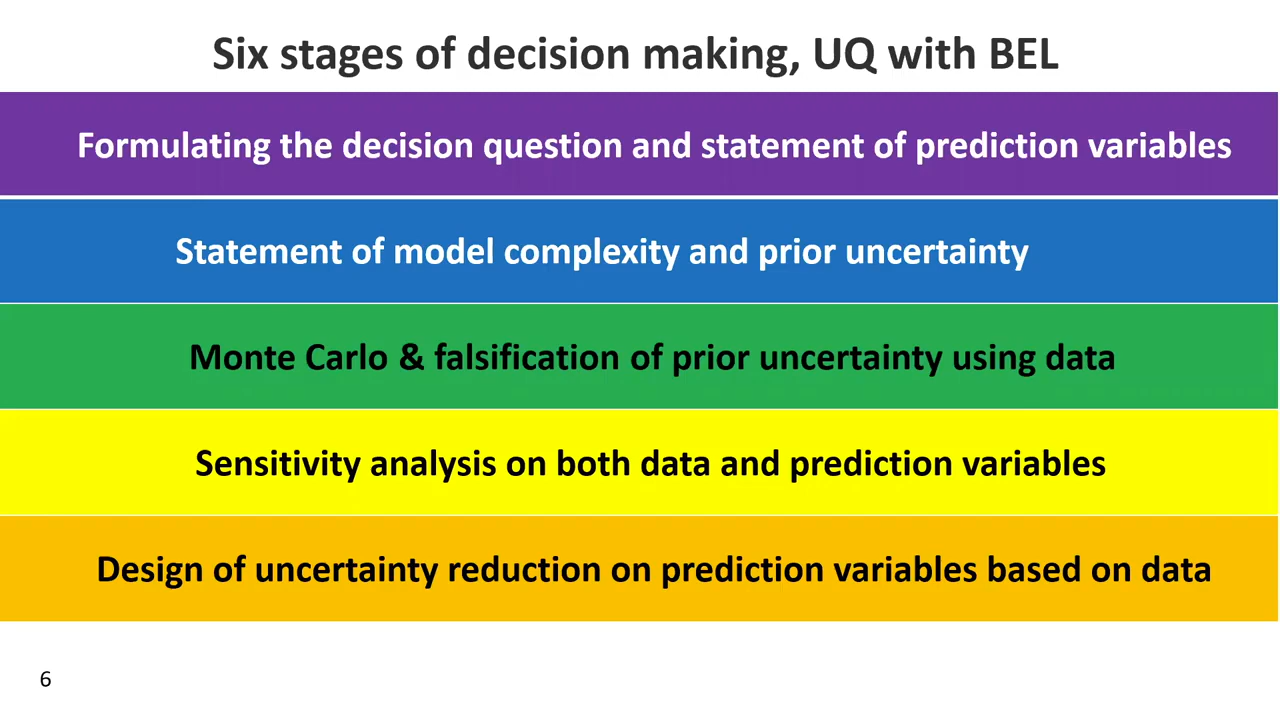 Six stages of decision making, UQ with BEL
Formulating the decision question and statement of prediction variables
Statement of model complexity and prior uncertainty
Monte Carlo & falsification of prior uncertainty using data
Sensitivity analysis on both data and prediction variables
Design of uncertainty reduction on prediction variables based on data
6